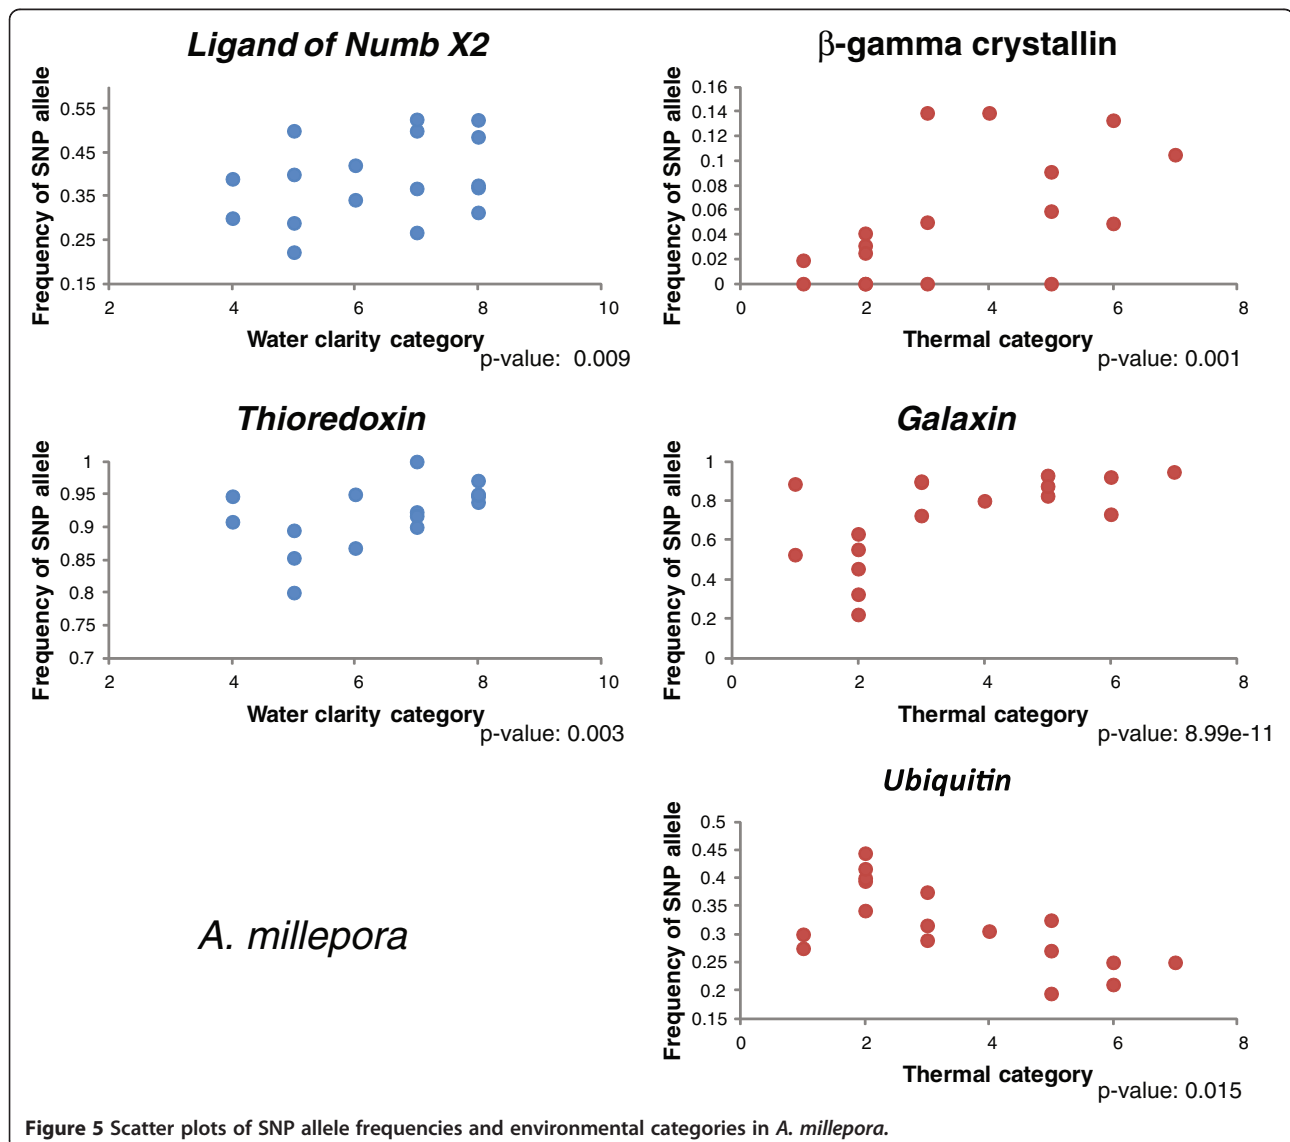 Ligand of Numb X2
Frequency of SNP allele
0.55
0.45
0.35
0.25
0.15
2 4 6 8 10
Water clarity category
p-value: 0.009
β-gamma crystallin
Frequency of SNP allele
0.16
0.14
0.12
0.1
0.08
0.06
0.04
0.02
0
0 2 4 6 8
Thermal category
p-value: 0.001
Thioredoxin
Frequency of SNP allele
1
0.95
0.9
0.85
0.8
0.75
0.7
2 4 6 8 10
Water clarity category
p-value: 0.003
Galaxin
Frequency of SNP allele
1
0.8
0.6
0.4
0.2
0
0 2 4 6 8
Thermal category
p-value: 8.99e-11
A. millepora
Ubiquitin
Frequency of SNP allele
0.5
0.45
0.4
0.35
0.3
0.25
0.2
0.15
0 2 4 6 8
Thermal category
p-value: 0.015
Figure 5 Scatter plots of SNP allele frequencies and environmental categories in A. millepora.